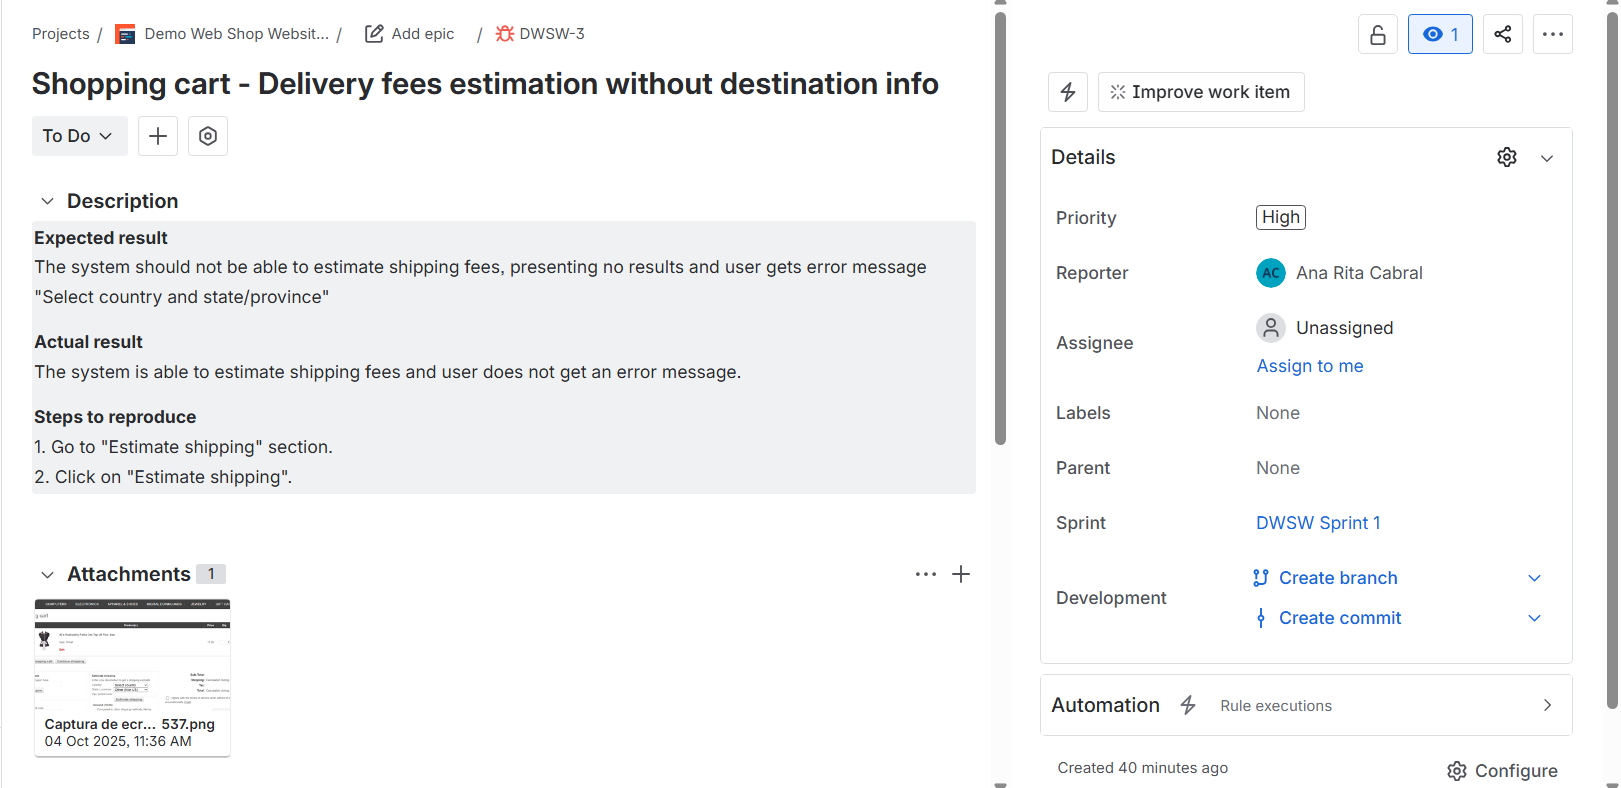 Projects / Demo Web Shop Websit... / Add epic / DWSW-3
1
Shopping cart - Delivery fees estimation without destination info
To Do
Description
Expected result
The system should not be able to estimate shipping fees, presenting no results and user gets error message
"Select country and state/province"
Actual result
The system is able to estimate shipping fees and user does not get an error message.
Steps to reproduce
1. Go to "Estimate shipping" section.
2. Click on "Estimate shipping".
Attachments 1
Captura de ecr... 537.png
04 Oct 2025, 11:36 AM
Improve work item
Details
Priority
High
Reporter
AC Ana Rita Cabral
Assignee
Unassigned
Assign to me
Labels
None
Parent
None
Sprint
DWSW Sprint 1
Development
Create branch
Create commit
Automation Rule executions
Created 40 minutes ago
Configure